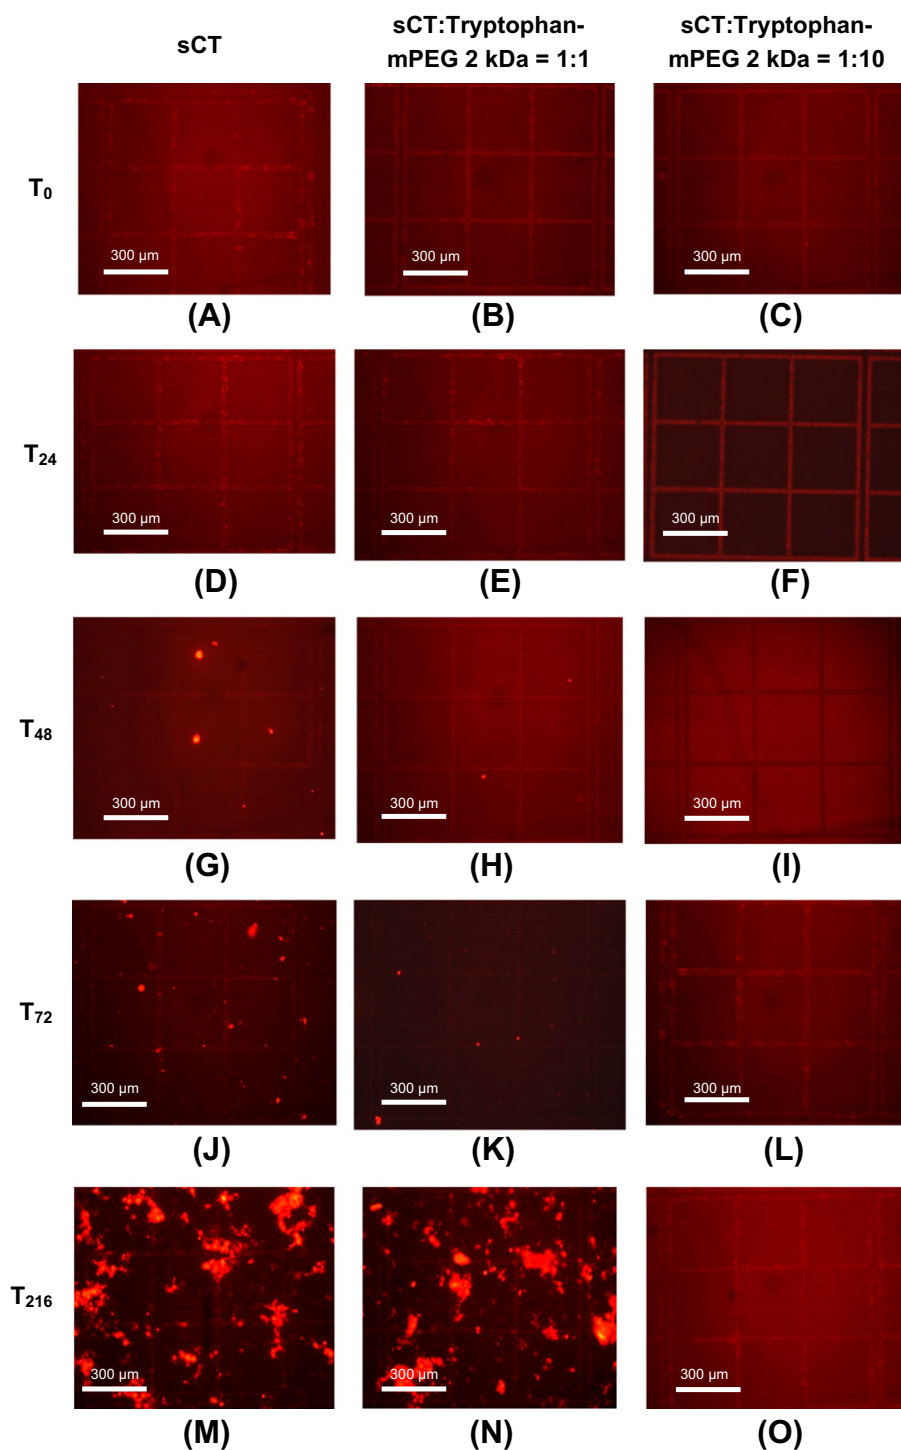 sCT
sCT:Tryptophan-
mPEG 2 kDa = 1:1
sCT:Tryptophan-
mPEG 2 kDa = 1:10
T0
300 µm
300 µm
300 µm
(A)
(B)
(C)
T24
300 µm
300 µm
300 µm
(D)
(E)
(F)
T48
300 µm
300 µm
300 µm
(G)
(H)
(I)
T72
300 µm
300 µm
300 µm
(J)
(K)
(L)
T216
300 µm
300 µm
300 µm
(M)
(N)
(O)